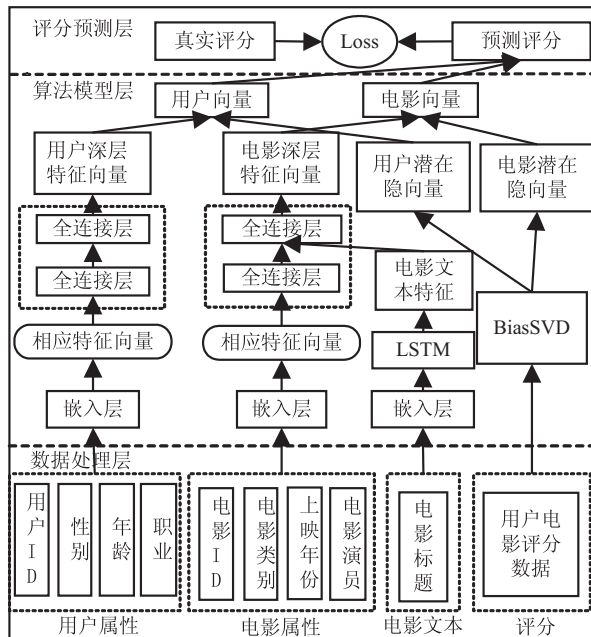 评分预测层
真实评分
Loss
预测评分
算法模型层
用户向量
电影向量
用户深层
特征向量
电影深层
特征向量
用户潜在
隐向量
电影潜在
隐向量
全连接层
全连接层
全连接层
全连接层
电影文
本特征
相应特征向量
相应特征向量
LSTM
BiasSVD
嵌入层
嵌入层
嵌入层
数据处理层
用户ID
性别
年龄
职业
电影ID
电影类别
上映年份
电影演员
电影标题
用户电
影评分
数据
用户属性
电影属性
电影文本
评分